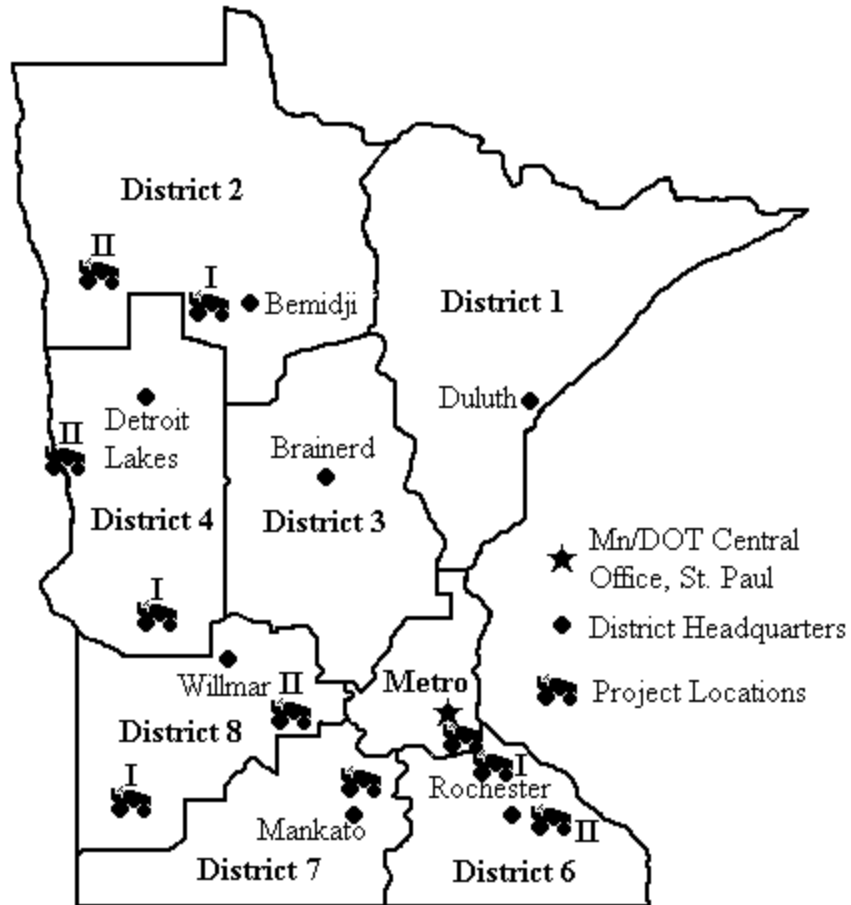 District 2
II
I
Bemidji
District 1
Detroit
Lakes
Duluth
II
Brainerd
District 4
District 3
Mn/DOT Central
Office, St. Paul
I
District Headquarters
Willmar
II
Metro
Project Locations
District 8
I
I
Rochester
Mankato
II
District 7
District 6